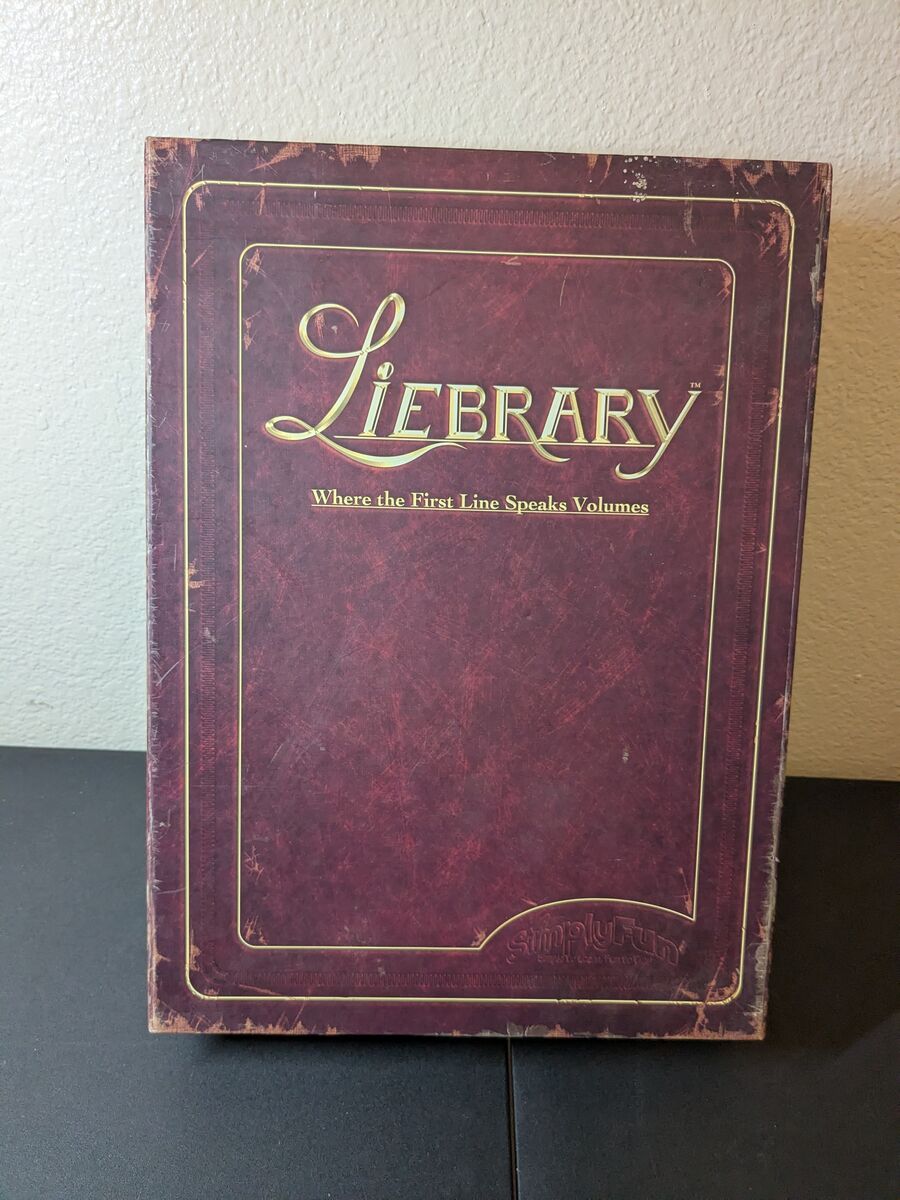 LIEBRARY™
Where the First Line Speaks Volumes
SimplyFun